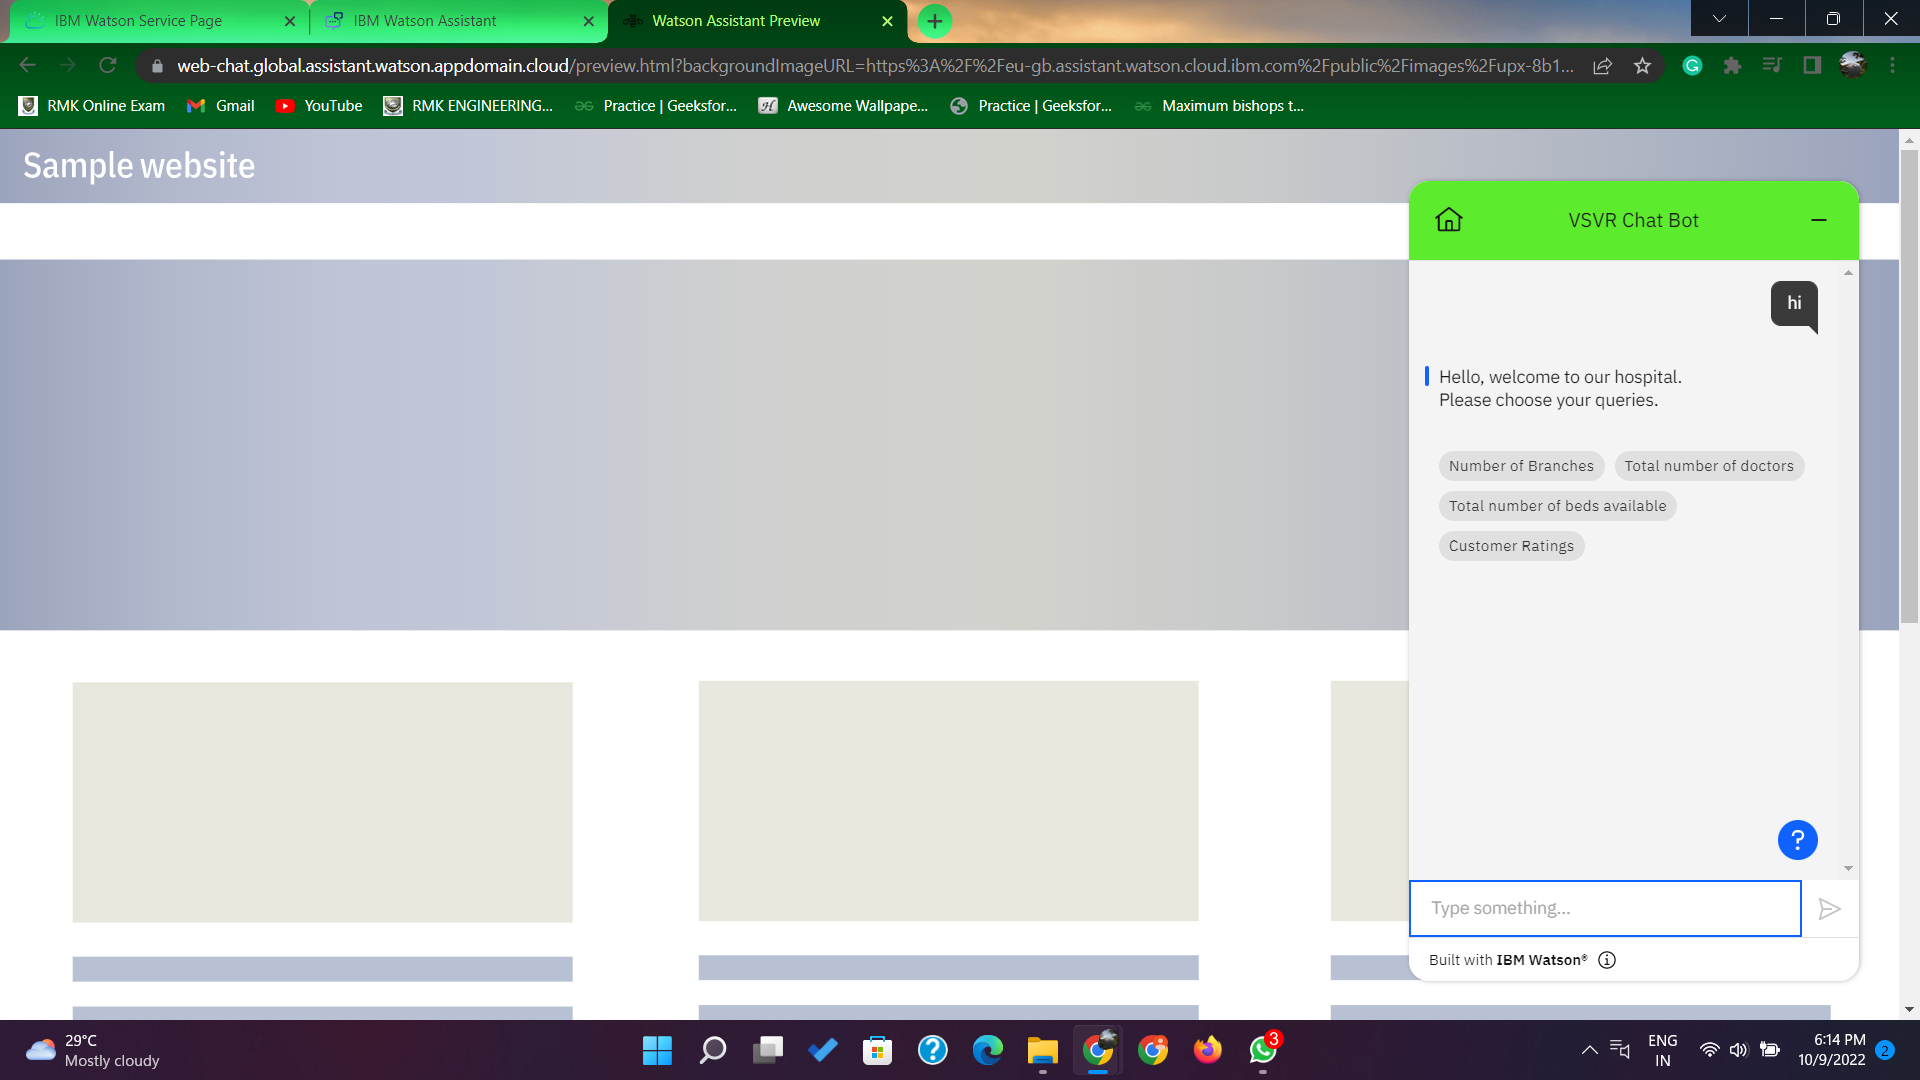 IBM Watson Service Page
IBM Watson Assistant
Watson Assistant Preview
web-chat.global.assistant.watson.appdomain.cloud/preview.html?backgroundImageURL=https%3A%2F%2Feu-gb.assistant.watson.cloud.ibm.com%2Fpublic%2Fimages%2Fupx-8b1...
RMK Online Exam
Gmail
YouTube
RMK ENGINEERING...
Practice | Geeksfor...
Awesome Wallpape...
Practice | Geeksfor...
Maximum bishops t...
Sample website
VSVR Chat Bot
hi
Hello, welcome to our hospital.
Please choose your queries.
Number of Branches
Total number of doctors
Total number of beds available
Customer Ratings
?
Type something...
Built with IBM Watson®
29°C
Mostly cloudy
3
ENG
IN
6:14 PM
10/9/2022
2